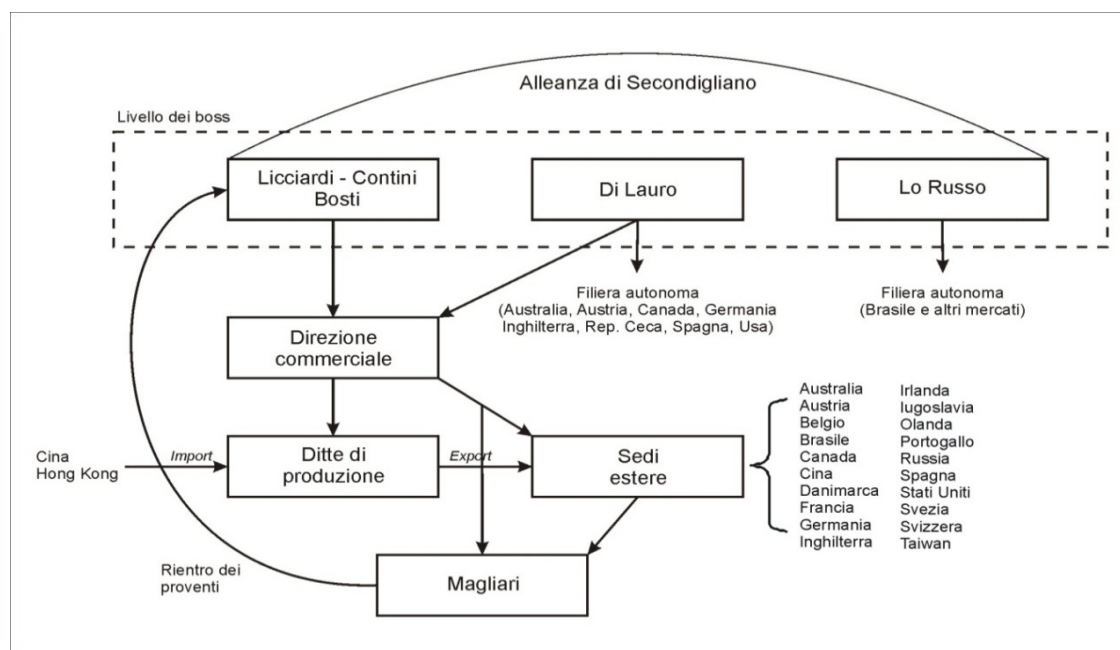 Alleanza di Secondigliano
Livello dei boss
Licciardi - Contini
Bosti
Di Lauro
Lo Russo
Filiera autonoma
(Australia, Austria, Canada, Germania
Inghilterra, Rep. Ceca, Spagna, Usa)
Filiera autonoma
(Brasile e altri mercati)
Direzione
commerciale
Cina
Hong Kong
Import
Ditte di
produzione
Export
Sedi
estere
Australia
Austria
Belgio
Brasile
Canada
Cina
Danimarca
Francia
Germania
Inghilterra
Irlanda
Iugoslavia
Olanda
Portogallo
Russia
Spagna
Stati Uniti
Svezia
Svizzera
Taiwan
Rientro dei
proventi
Magliari